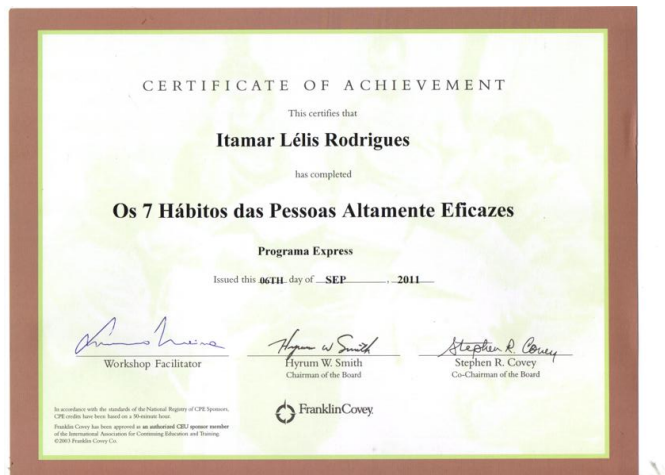 CERTIFICATE OF ACHIEVEMENT
This certifies that
Itamar Lélis Rodrigues
has completed
Os 7 Hábitos das Pessoas Altamente Eficazes
Programa Express
Issued this 06TH day of SEP , 2011
Hyrum W Smith Stephen R. Covey
Workshop Facilitator Hyrum W. Smith Stephen R. Covey
Chairman of the Board Co-Chairman of the Board
FranklinCovey
In accordance with the standards of the National Registry of CPE Sponsors,
CPE credits have been based on a 50-minute hour.
Franklin Covey has been approved as an authorized CEU sponsor member
of the International Association for Continuing Education and Training.
©2003 Franklin Covey Co.